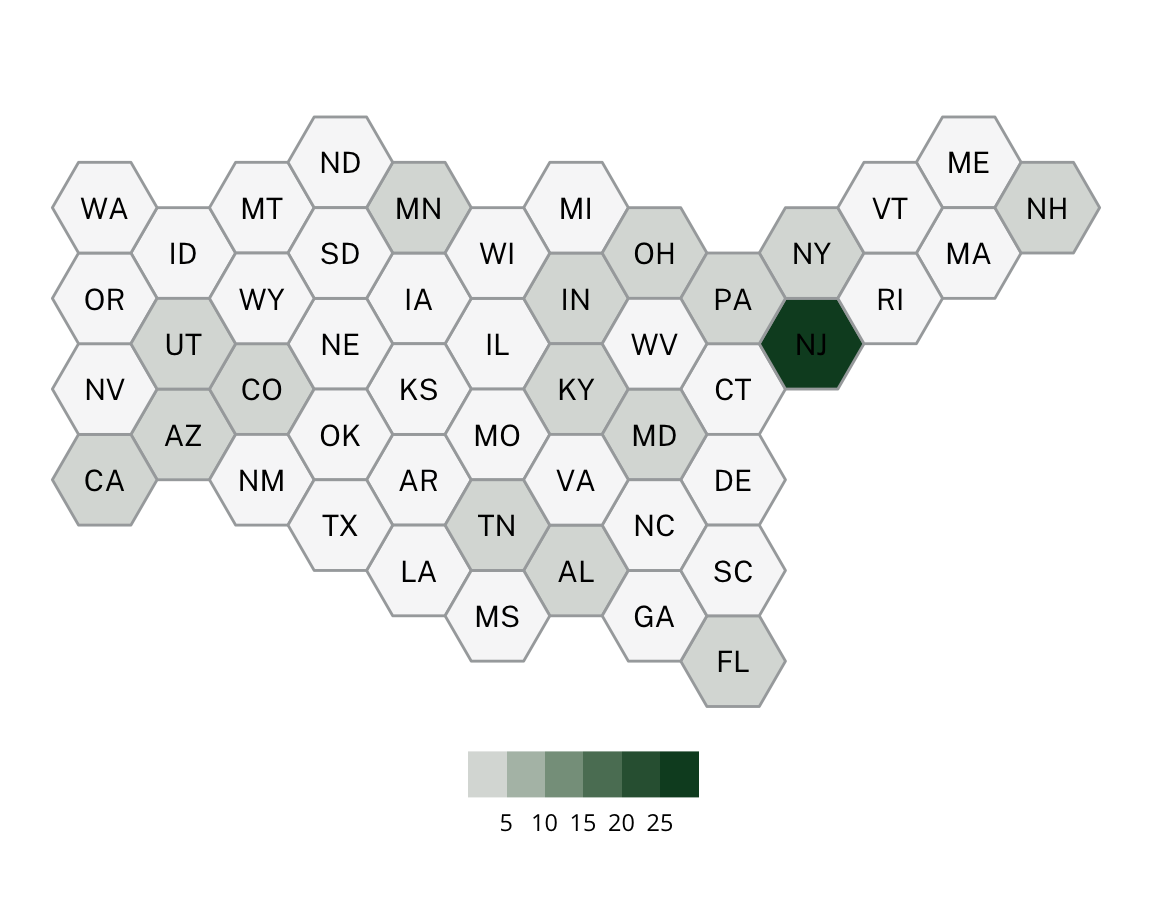 ME
ND
WA MT MN MI VT NH
ID SD WI OH NY MA
OR WY IA IN PA RI
UT NE IL WV NJ
NV CO KS KY CT
AZ OK MO MD
CA NM AR VA DE
TX TN NC
LA AL SC
MS GA
FL
5 10 15 20 25